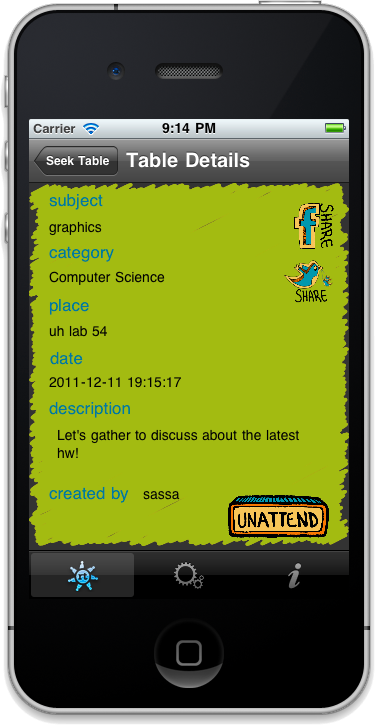 Carrier 9:14 PM
Seek Table Table Details
subject
graphics
SHARE
category
Computer Science
SHARE
place
uh lab 54
date
2011-12-11 19:15:17
description
Let's gather to discuss about the latest
hw!
created by sassa
UNATTEND